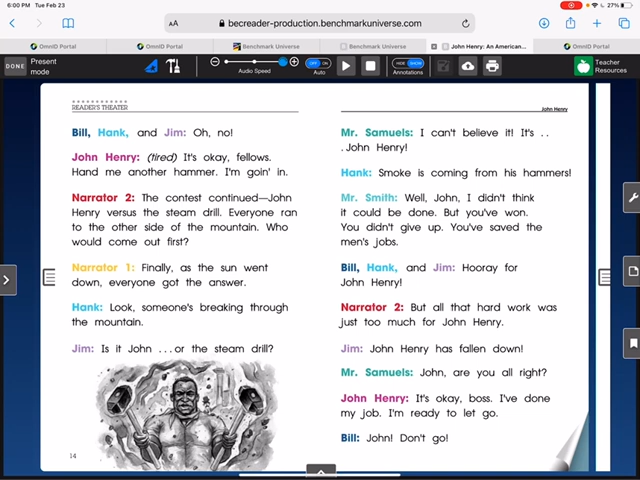 6:00 PM Tue Feb 23
27%
AA
becreader-production.benchmarkuniverse.com
OmniID Portal
OmniID Portal
Benchmark Universe
Benchmark Universe
John Henry: An American...
OmniID Portal
DONE
Present mode
Audio Speed
ON OFF
Auto
HIDE SHOW
Annotations
Teacher Resources
READER'S THEATER
Bill, Hank, and Jim: Oh, no!
John Henry: (tired) It's okay, fellows.
Hand me another hammer. I'm goin' in.
Narrator 2: The contest continued—John
Henry versus the steam drill. Everyone ran
to the other side of the mountain. Who
would come out first?
Narrator 1: Finally, as the sun went
down, everyone got the answer.
Hank: Look, someone's breaking through
the mountain.
Jim: Is it John . . . or the steam drill?
14
John Henry
Mr. Samuels: I can't believe it! It's . .
. John Henry!
Hank: Smoke is coming from his hammers!
Mr. Smith: Well, John, I didn't think
it could be done. But you've won.
You didn't give up. You've saved the
men's jobs.
Bill, Hank, and Jim: Hooray for
John Henry!
Narrator 2: But all that hard work was
just too much for John Henry.
Jim: John Henry has fallen down!
Mr. Samuels: John, are you all right?
John Henry: It's okay, boss. I've done
my job. I'm ready to let go.
Bill: John! Don't go!